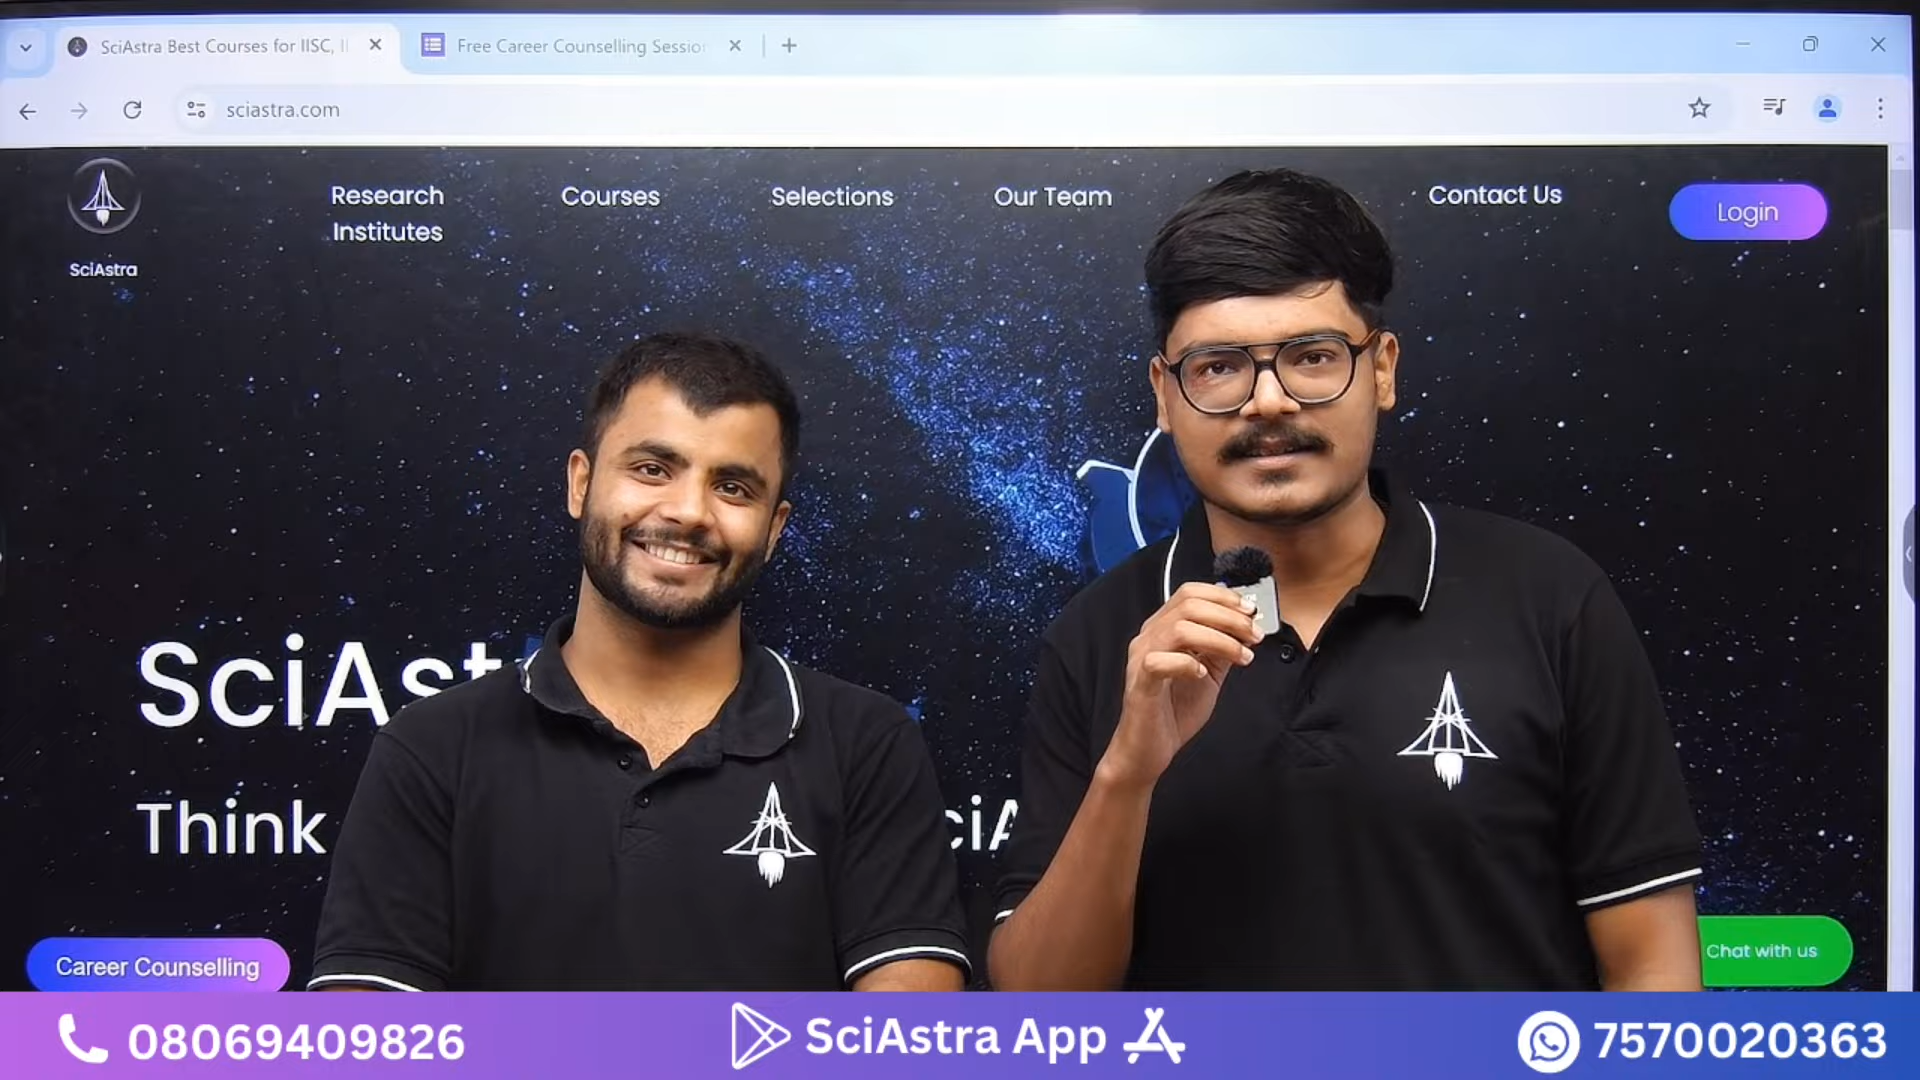 SciAstra Best Courses for IISC, I
Free Career Counselling Sessio
sciastra.com
Research
Institutes
Courses
Selections
Our Team
Contact Us
Login
SciAstra
SciAst
Think
ciA
Career Counselling
Chat with us
08069409826
SciAstra App
7570020363